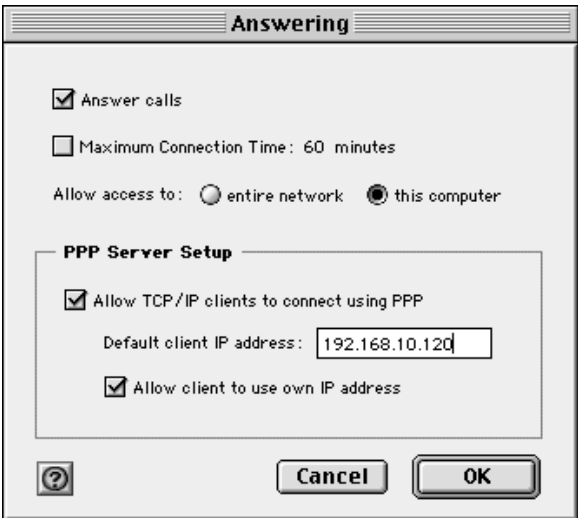 Answering
Answer calls
Maximum Connection Time: 60 minutes
Allow access to: entire network this computer
PPP Server Setup
Allow TCP/IP clients to connect using PPP
Default client IP address: 192.168.10.120
Allow client to use own IP address
? Cancel OK